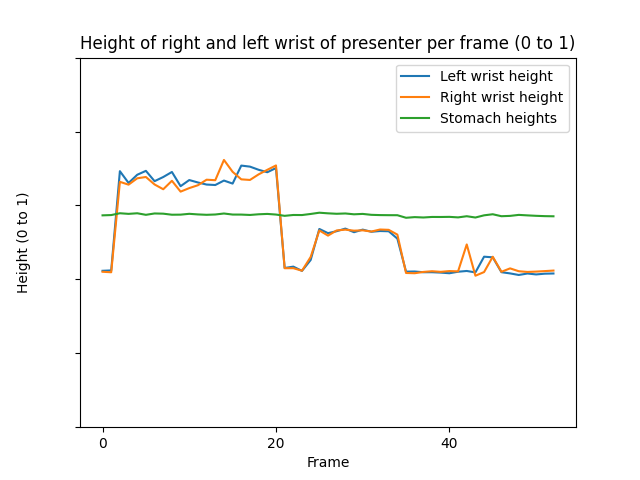 Height of right and left wrist of presenter per frame (0 to 1)
Left wrist height
Right wrist height
Stomach heights
Height (0 to 1)
0
20
40
Frame